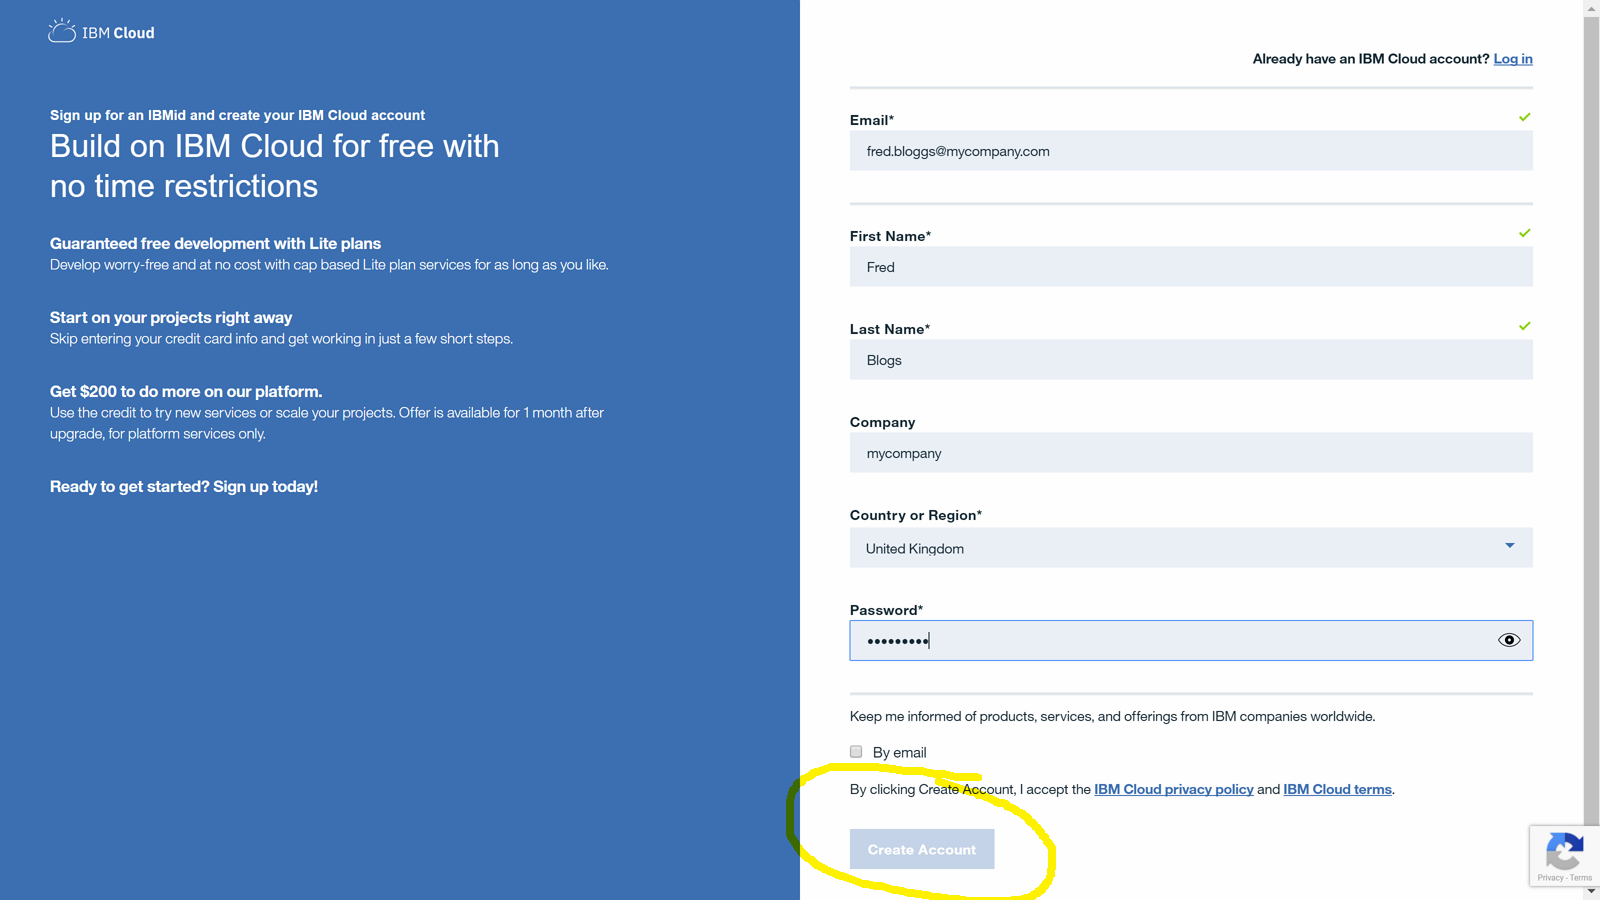 IBM Cloud
Sign up for an IBMid and create your IBM Cloud account
Build on IBM Cloud for free with
no time restrictions
Guaranteed free development with Lite plans
Develop worry-free and at no cost with cap based Lite plan services for as long as you like.
Start on your projects right away
Skip entering your credit card info and get working in just a few short steps.
Get $200 to do more on our platform.
Use the credit to try new services or scale your projects. Offer is available for 1 month after
upgrade, for platform services only.
Ready to get started? Sign up today!
Already have an IBM Cloud account? Log in
Email*
fred.bloggs@mycompany.com
First Name*
Fred
Last Name*
Blogs
Company
mycompany
Country or Region*
United Kingdom
Password*
•••••••••
Keep me informed of products, services, and offerings from IBM companies worldwide.
By email
By clicking Create Account, I accept the IBM Cloud privacy policy and IBM Cloud terms.
Create Account
Privacy - Terms